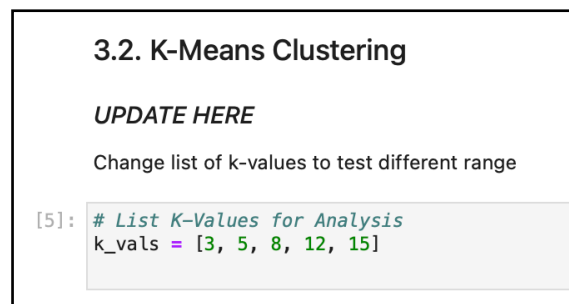 3.2. K-Means Clustering
UPDATE HERE
Change list of k-values to test different range
[5]: # List K-Values for Analysis
k_vals = [3, 5, 8, 12, 15]